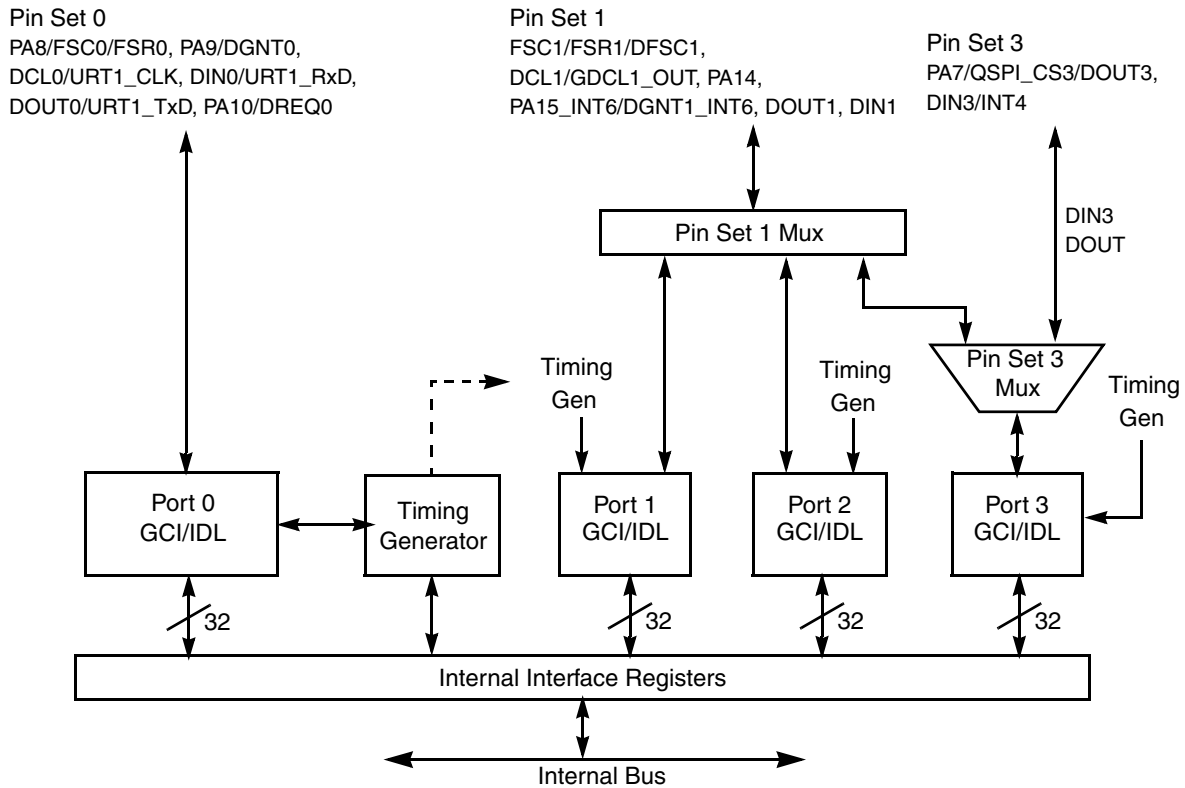 Pin Set 0
PA8/FSC0/FSR0, PA9/DGNT0,
DCL0/URT1_CLK, DIN0/URT1_RxD,
DOUT0/URT1_TxD, PA10/DREQ0
Pin Set 1
FSC1/FSR1/DFSC1,
DCL1/GDCL1_OUT, PA14,
PA15_INT6/DGNT1_INT6, DOUT1, DIN1
Pin Set 3
PA7/QSPI_CS3/DOUT3,
DIN3/INT4
Pin Set 1 Mux
DIN3
DOUT
Pin Set 3
Mux
Timing
Gen
Timing
Gen
Timing
Gen
Port 0
GCI/IDL
Timing
Generator
Port 1
GCI/IDL
Port 2
GCI/IDL
Port 3
GCI/IDL
32
32
32
32
Internal Interface Registers
Internal Bus